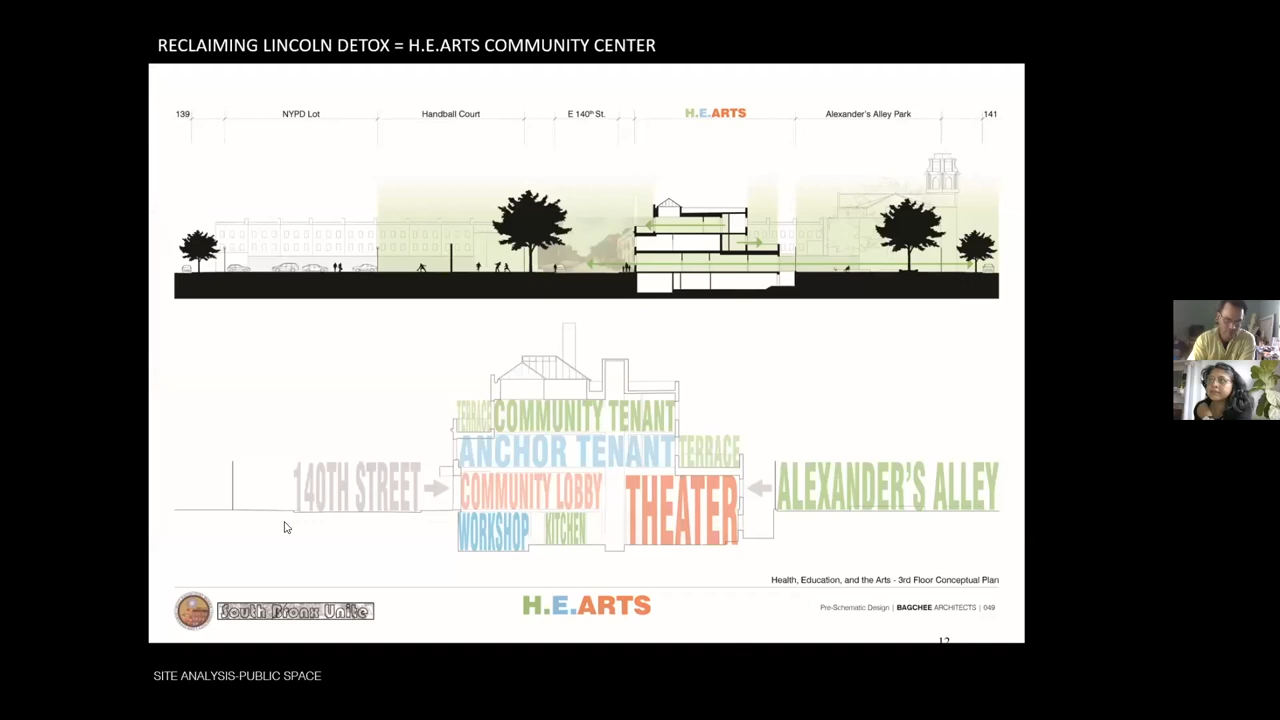 RECLAIMING LINCOLN DETOX = H.E.ARTS COMMUNITY CENTER
139 NYPD Lot Handball Court E 140th St. H.E.ARTS Alexander's Alley Park 141
TERRACE COMMUNITY TENANT
ANCHOR TENANT TERRACE
140TH STREET COMMUNITY LOBBY THEATER ALEXANDER'S ALLEY
WORKSHOP KITCHEN
Health, Education, and the Arts - 3rd Floor Conceptual Plan
South Bronx Unite H.E.ARTS Pre-Schematic Design | BAGCHEE ARCHITECTS | 049
12
SITE ANALYSIS-PUBLIC SPACE